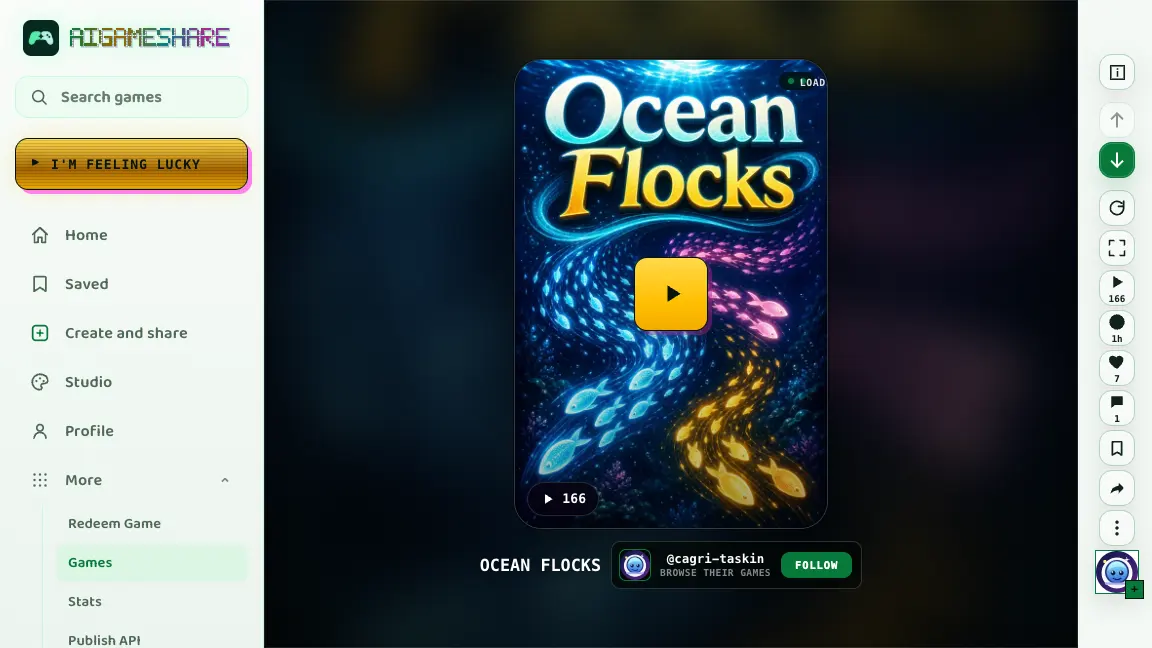 AIGAMESHARE
Search games
I'M FEELING LUCKY
Home
Saved
Create and share
Studio
Profile
More
Redeem Game
Games
Stats
Publish API
LOAD
Ocean
Flocks
166
OCEAN FLOCKS
@cagri-taskin
BROWSE THEIR GAMES
FOLLOW
166
1h
7
1